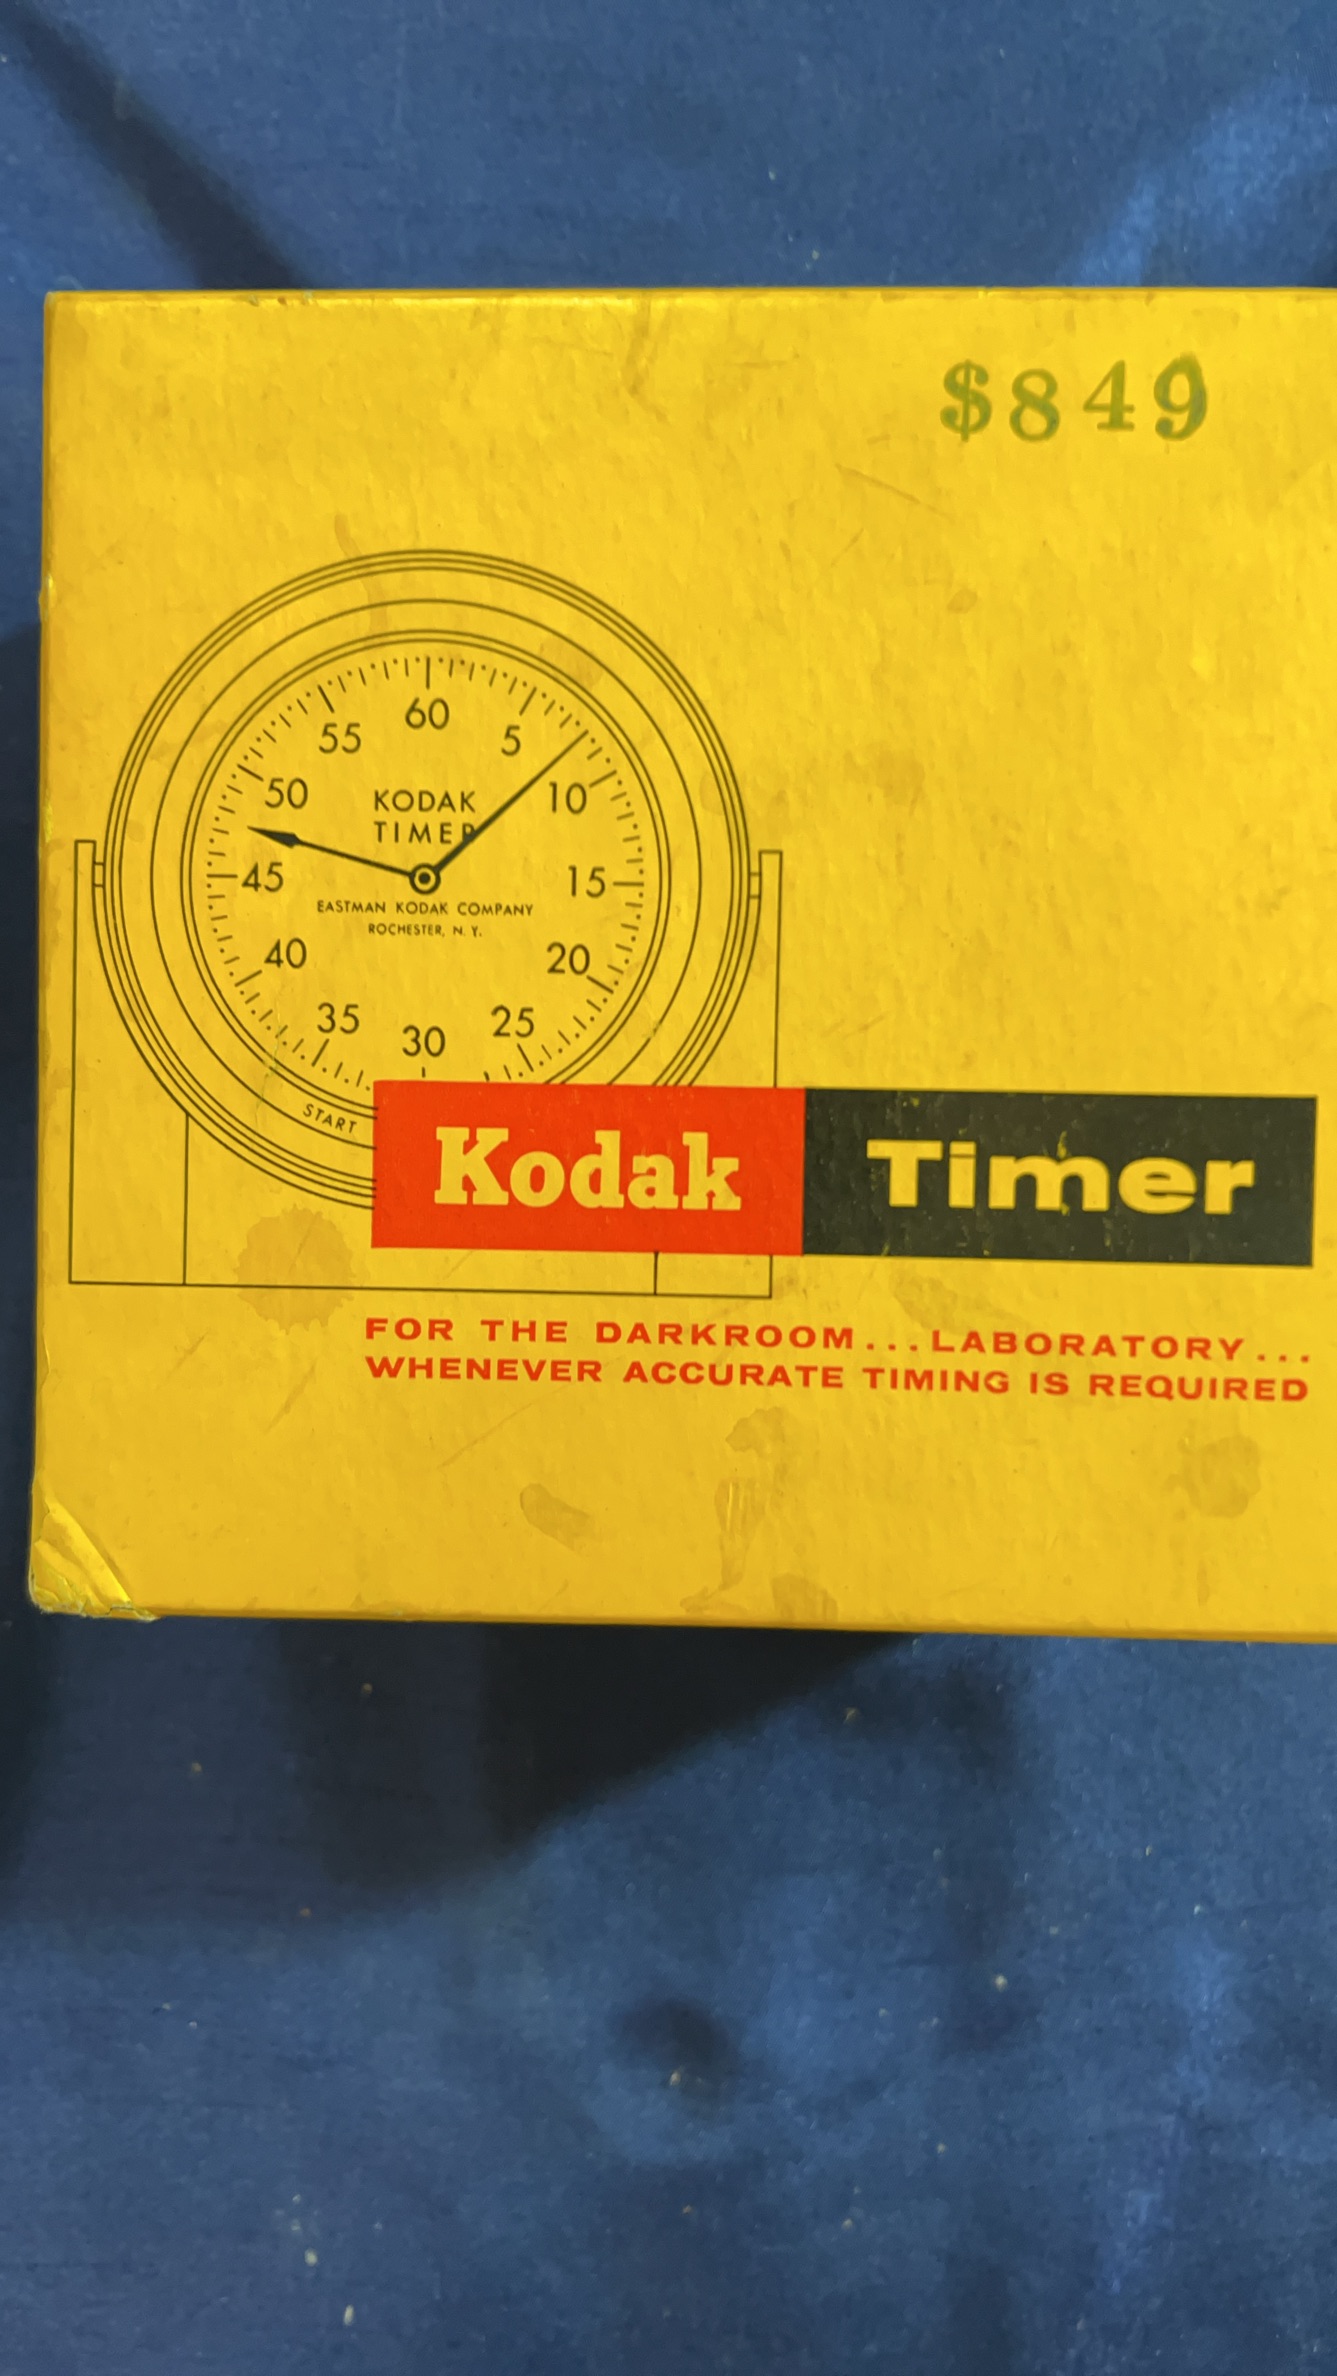 $849
60
55
5
50
10
KODAK
TIMER
45
15
EASTMAN KODAK COMPANY
ROCHESTER, N. Y.
40
20
35
25
30
START
Kodak Timer
FOR THE DARKROOM...LABORATORY...
WHENEVER ACCURATE TIMING IS REQUIRED